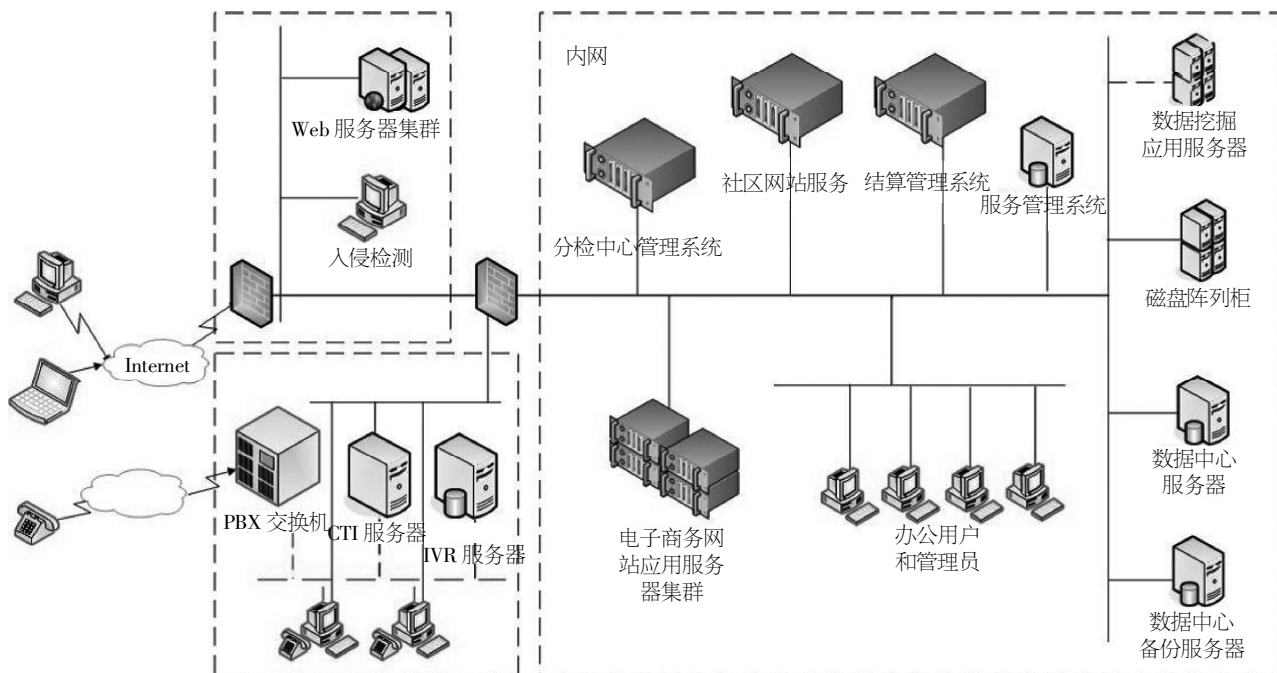 内网
Web 服务器集群
入侵检测
Internet
PBX 交换机
CTI 服务器
IVR 服务器
分检中心管理系统
社区网站服务
结算管理系统
服务管理系统
数据挖掘
应用服务器
磁盘阵列柜
数据中心
服务器
数据中心
备份服务器
电子商务网
站应用服务
器集群
办公用户
和管理员